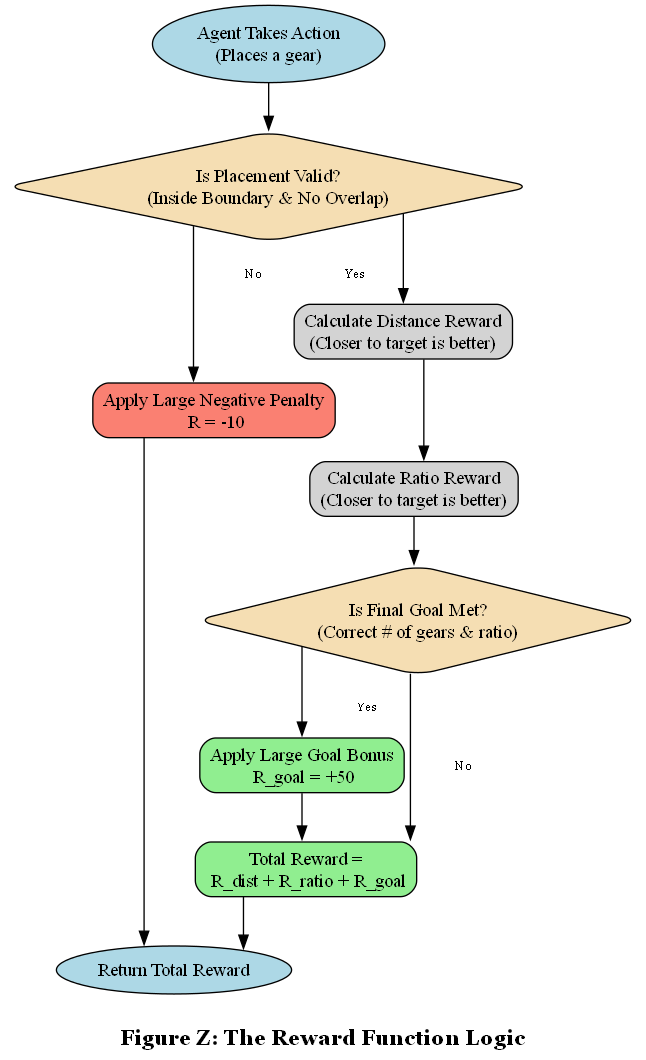 Agent Takes Action
(Places a gear)
Is Placement Valid?
(Inside Boundary & No Overlap)
No
Yes
Calculate Distance Reward
(Closer to target is better)
Apply Large Negative Penalty
R = -10
Calculate Ratio Reward
(Closer to target is better)
Is Final Goal Met?
(Correct # of gears & ratio)
Yes
Apply Large Goal Bonus
R_goal = +50
No
Total Reward =
R_dist + R_ratio + R_goal
Return Total Reward
Figure Z: The Reward Function Logic